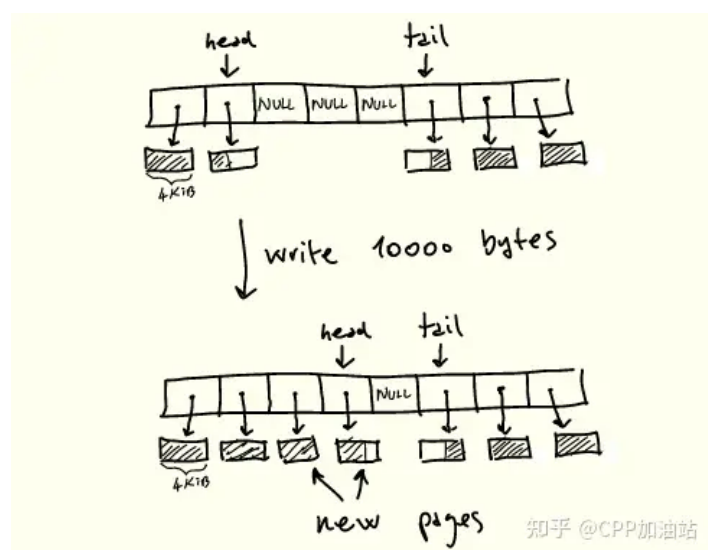 head tail
NULL NULL NULL
4KiB
write 10000 bytes
head tail
NULL
4KiB
new pages
知乎 @CPP加油站